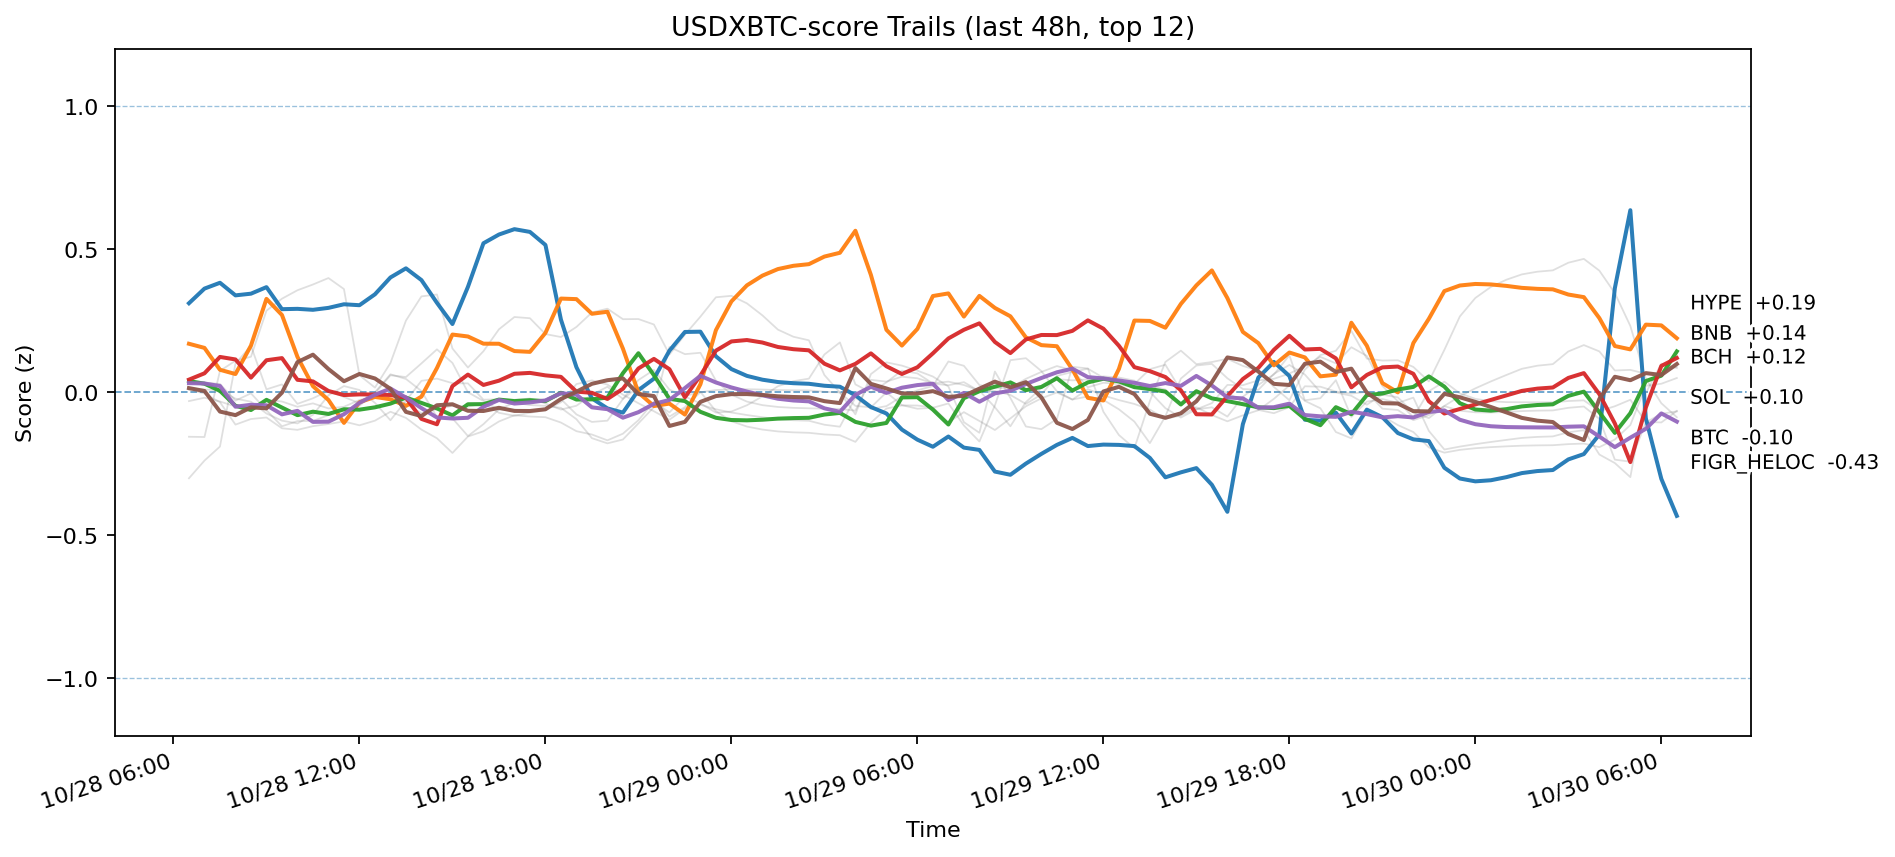 USDXBTC-score Trails (last 48h, top 12)
Score (z)
1.0
0.5
0.0
−0.5
−1.0
HYPE +0.19
BNB +0.14
BCH +0.12
SOL +0.10
BTC -0.10
FIGR_HELOC -0.43
10/28 06:00
10/28 12:00
10/28 18:00
10/29 00:00
10/29 06:00
10/29 12:00
10/29 18:00
10/30 00:00
10/30 06:00
Time